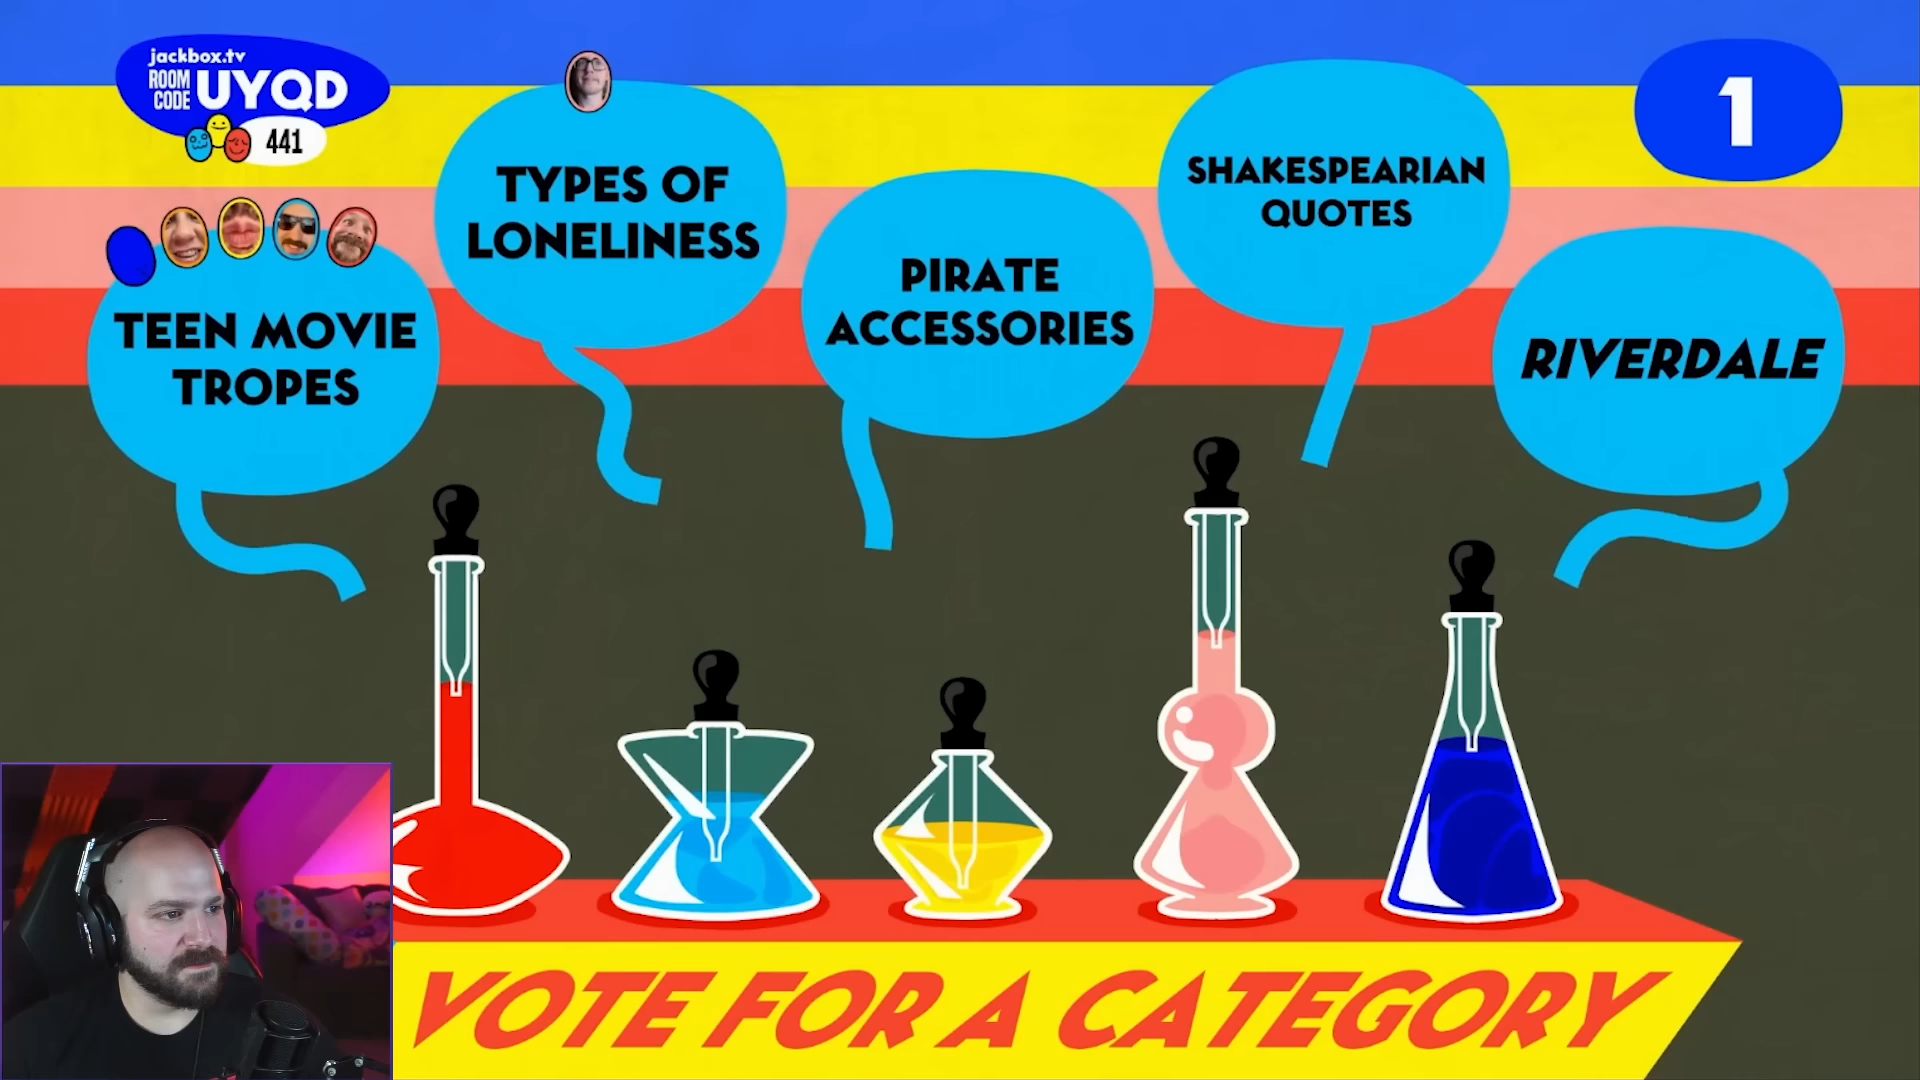 jackbox.tv
ROOM
CODE
UYQD
441
TEEN MOVIE
TROPES
TYPES OF
LONELINESS
PIRATE
ACCESSORIES
SHAKESPEARIAN
QUOTES
RIVERDALE
1
VOTE FOR A CATEGORY